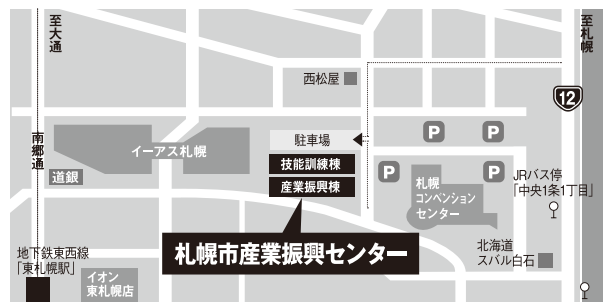 至大通
至札幌
西松屋
12
南郷通
駐車場
P
P
イーアス札幌
技能訓練棟
道銀
産業振興棟
P
P
札幌
コンベンション
センター
JRバス停
「中央1条1丁目」
札幌市産業振興センター
地下鉄東西線
「東札幌駅」
イオン
東札幌店
北海道
スバル白石